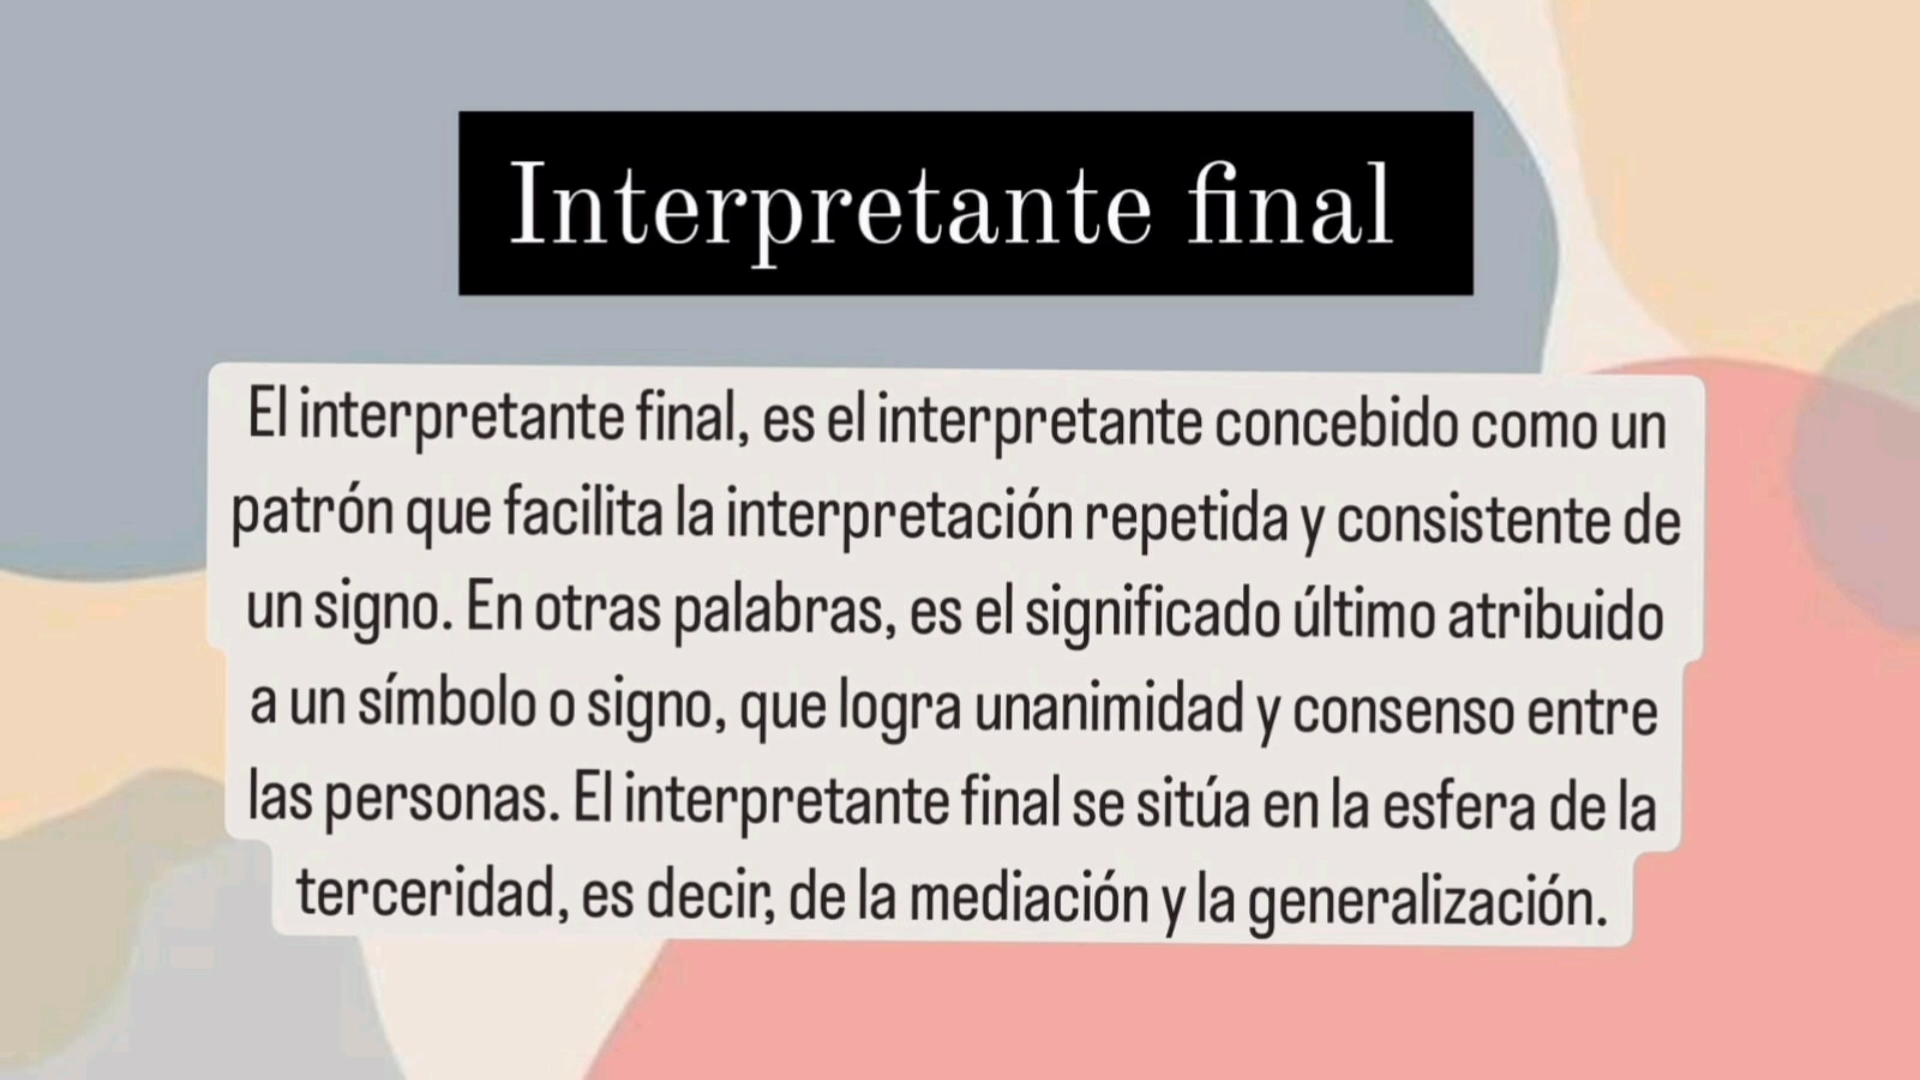 Interpretante final
El interpretante final, es el interpretante concebido como un
patrón que facilita la interpretación repetida y consistente de
un signo. En otras palabras, es el significado último atribuido
a un símbolo o signo, que logra unanimidad y consenso entre
las personas. El interpretante final se sitúa en la esfera de la
terceridad, es decir, de la mediación y la generalización.